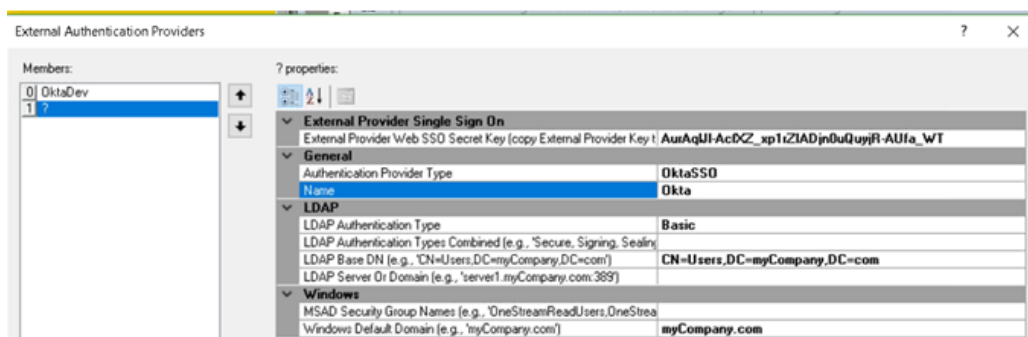 External Authentication Providers ? ×
Members:
0 OktaDev
1 ?
? properties:
External Provider Single Sign On
External Provider Web SSO Secret Key (copy External Provider Key t
General
Authentication Provider Type OktaSSO
Name Okta
LDAP
LDAP Authentication Type Basic
LDAP Authentication Types Combined (e.g., 'Secure, Signing, Sealing
LDAP Base DN (e.g., 'CN=Users,DC=myCompany,DC=com') CN=Users,DC=myCompany,DC=com
LDAP Server Or Domain (e.g., 'server1.myCompany.com:389')
Windows
MSAD Security Group Names (e.g., 'OneStreamReadUsers,OneStrea
Windows Default Domain (e.g., 'myCompany.com') myCompany.com